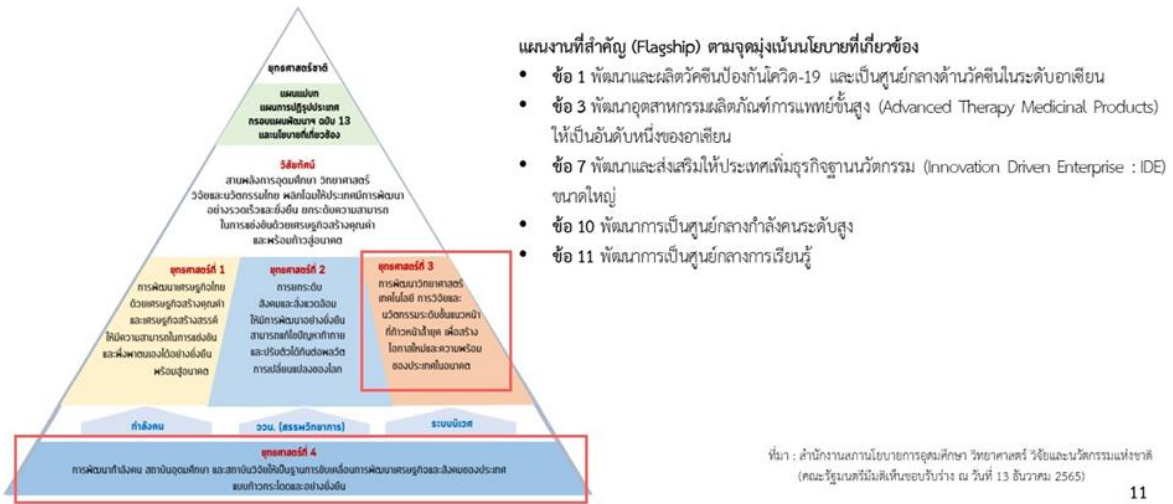 ยุทธศาสตร์ชาติ
แผนแม่บท
แผนการปฏิรูปประเทศ
กรอบแผนพัฒนาฯ ฉบับ 13
และนโยบายที่เกี่ยวข้อง
วิสัยทัศน์
สานพลังการอุดมศึกษา วิทยาศาสตร์
วิจัยและนวัตกรรมไทย พลิกโฉมให้ประเทศมีการพัฒนา
อย่างรวดเร็วและยั่งยืน ยกระดับความสามารถ
ในการแข่งขันด้วยเศรษฐกิจสร้างคุณค่า
และพร้อมก้าวสู่อนาคต
ยุทธศาสตร์ที่ 1
การพัฒนาเศรษฐกิจไทย
ด้วยเศรษฐกิจสร้างคุณค่า
และเศรษฐกิจสร้างสรรค์
ให้มีความสามารถในการแข่งขัน
และพึ่งพาตนเองได้อย่างยั่งยืน
พร้อมสู่อนาคต
ยุทธศาสตร์ที่ 2
การยกระดับ
สังคมและสิ่งแวดล้อม
ให้มีการพัฒนาอย่างยั่งยืน
สามารถแก้ไขปัญหาท้าทาย
และปรับตัวได้ทันต่อพลวัต
การเปลี่ยนแปลงของโลก
ยุทธศาสตร์ที่ 3
การพัฒนาวิทยาศาสตร์
เทคโนโลยี การวิจัยและ
นวัตกรรมระดับขั้นแนวหน้า
ที่ก้าวหน้าล้ำยุค เพื่อสร้าง
โอกาสใหม่และความพร้อม
ของประเทศในอนาคต
กำลังคน
ววน. (สรรพวิทยาการ)
ระบบนิเวศ
ยุทธศาสตร์ที่ 4
การพัฒนากำลังคน สถาบันอุดมศึกษา และสถาบันวิจัยให้เป็นฐานการขับเคลื่อนการพัฒนาเศรษฐกิจและสังคมของประเทศ
แบบก้าวกระโดดและอย่างยั่งยืน
แผนงานที่สำคัญ (Flagship) ตามจุดมุ่งเน้นนโยบายที่เกี่ยวข้อง
• ข้อ 1 พัฒนาและผลิตวัคซีนป้องกันโควิด-19 และเป็นศูนย์กลางด้านวัคซีนในระดับอาเซียน
• ข้อ 3 พัฒนาอุตสาหกรรมผลิตภัณฑ์การแพทย์ขั้นสูง (Advanced Therapy Medicinal Products)
ให้เป็นอันดับหนึ่งของอาเซียน
• ข้อ 7 พัฒนาและส่งเสริมให้ประเทศเพิ่มธุรกิจฐานนวัตกรรม (Innovation Driven Enterprise : IDE)
ขนาดใหญ่
• ข้อ 10 พัฒนาการเป็นศูนย์กลางกำลังคนระดับสูง
• ข้อ 11 พัฒนาการเป็นศูนย์กลางการเรียนรู้
ที่มา : สำนักงานสภานโยบายการอุดมศึกษา วิทยาศาสตร์ วิจัยและนวัตกรรมแห่งชาติ
(คณะรัฐมนตรีมีมติเห็นชอบรับร่าง ณ วันที่ 13 ธันวาคม 2565)
11